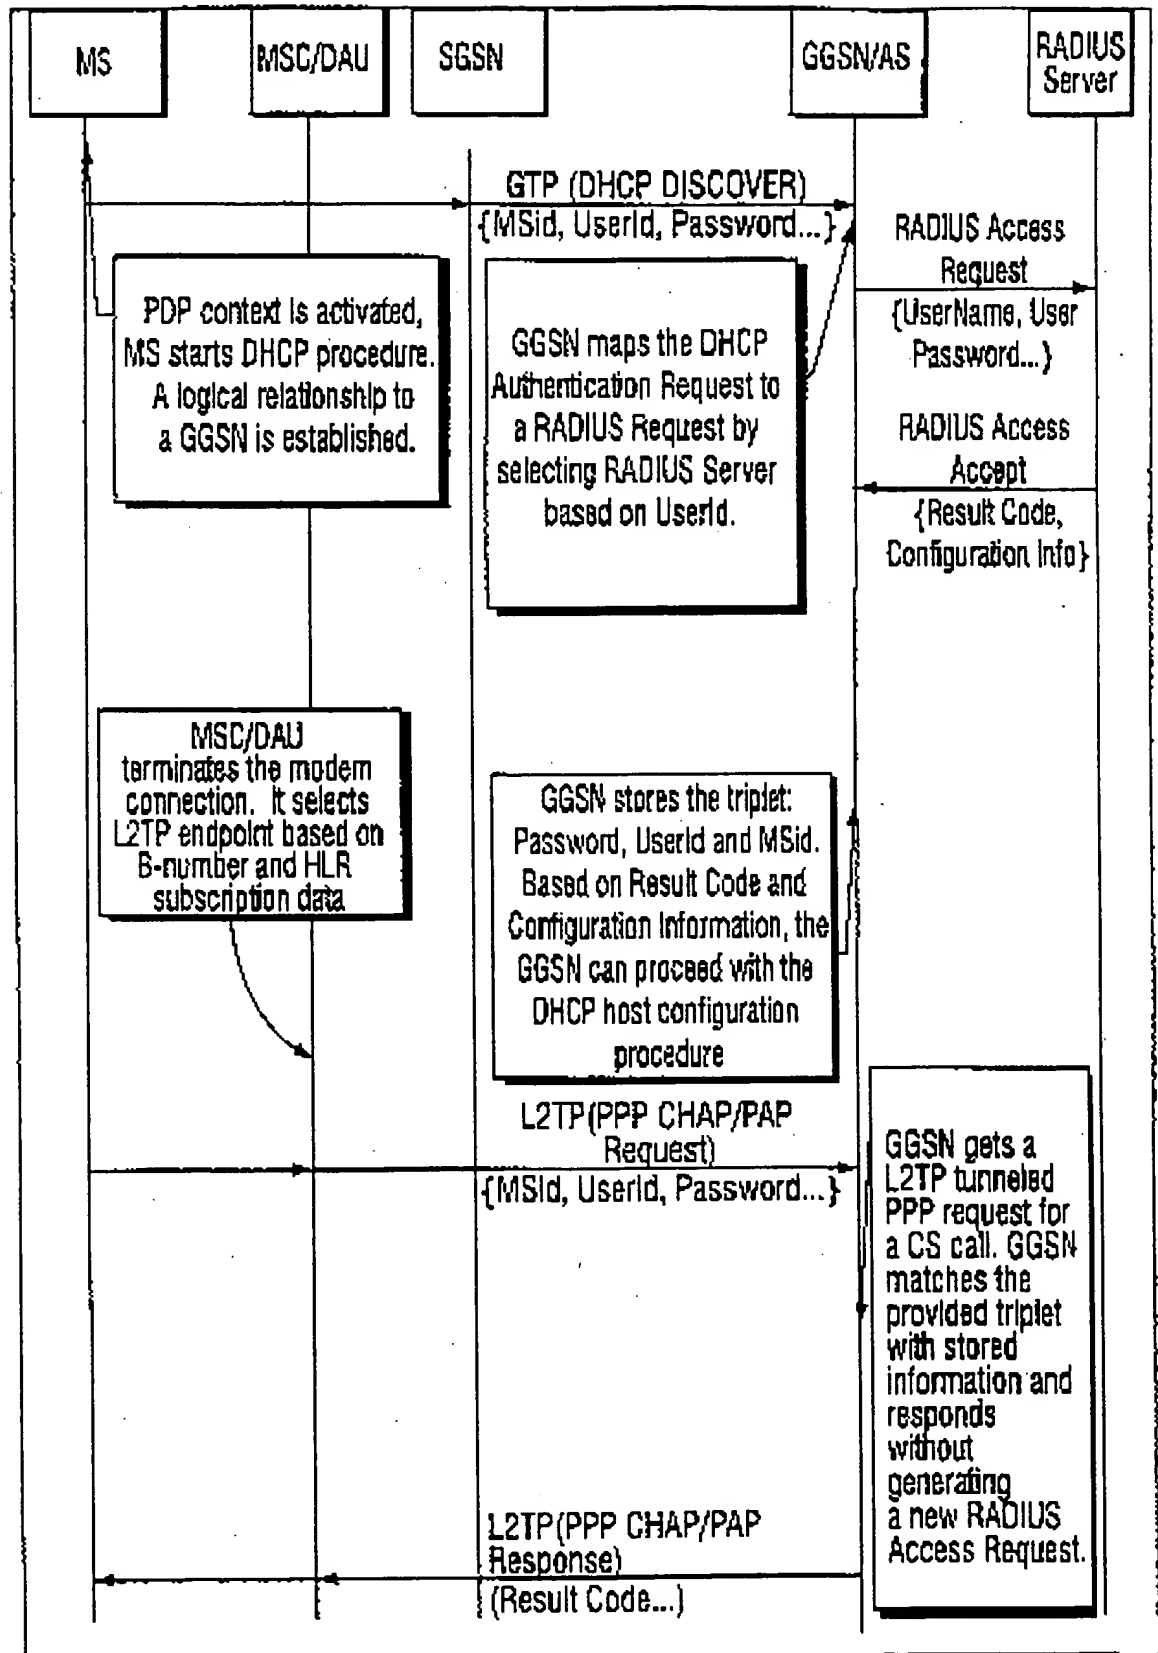 MS
MSC/DAU
SGSN
GGSN/AS
RADIUS
Server
GTP (DHCP DISCOVER)
{MSid, UserId, Password...}
RADIUS Access
Request
{UserName, User
Password...}
PDP context is activated,
MS starts DHCP procedure.
A logical relationship to
a GGSN is established.
GGSN maps the DHCP
Authentication Request to
a RADIUS Request by
selecting RADIUS Server
based on UserId.
RADIUS Access
Accept
{Result Code,
Configuration Info}
MSC/DAU
terminates the modem
connection. It selects
L2TP endpoint based on
B-number and HLR
subscription data
GGSN stores the triplet:
Password, UserId and MSid.
Based on Result Code and
Configuration Information, the
GGSN can proceed with the
DHCP host configuration
procedure
L2TP(PPP CHAP/PAP
Request)
{MSId, UserId, Password...}
GGSN gets a
L2TP tunneled
PPP request for
a CS call. GGSN
matches the
provided triplet
with stored
information and
responds
without
generating
a new RADIUS
Access Request.
L2TP(PPP CHAP/PAP
Response)
(Result Code...)